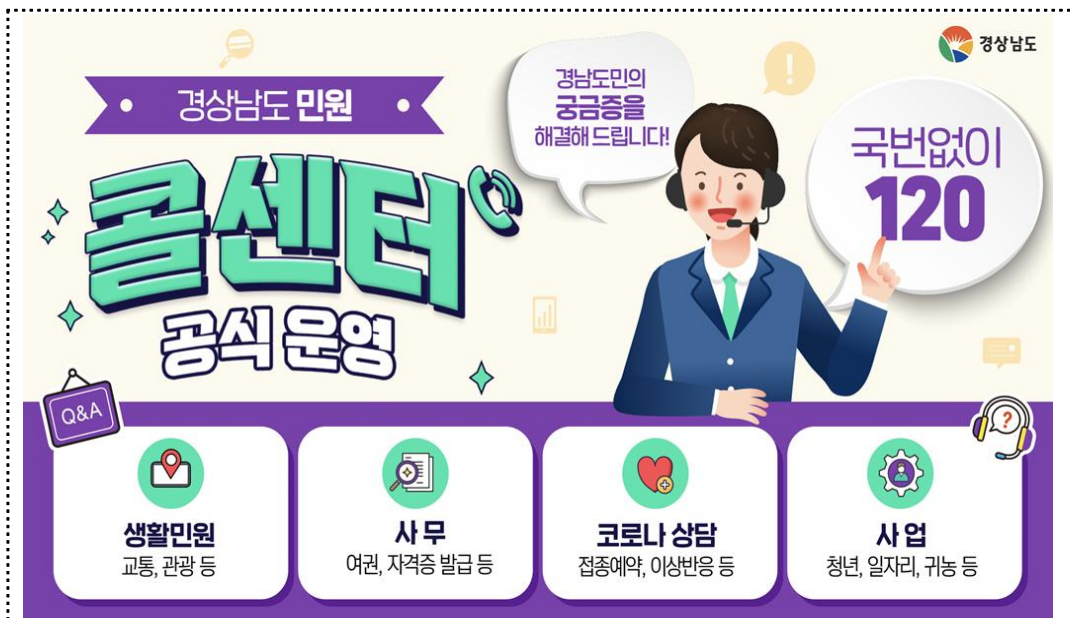 경상남도
경상남도 민원
콜센터
공식 운영
경남도민의
궁금증을
해결해 드립니다!
국번없이
120
Q&A
?
생활민원
교통, 관광 등
사무
여권, 자격증 발급 등
코로나 상담
접종예약, 이상반응 등
사업
청년, 일자리, 귀농 등